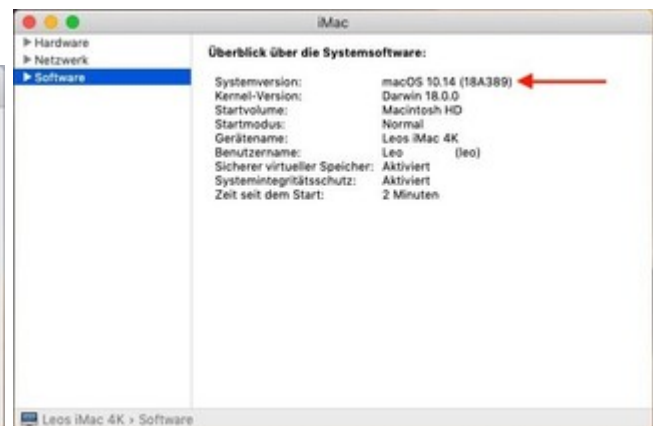 iMac
Hardware
Netzwerk
Software
Überblick über die Systemsoftware:
Systemversion: macOS 10.14 (18A389)
Kernel-Version: Darwin 18.0.0
Startvolume: Macintosh HD
Startmodus: Normal
Gerätename: Leos iMac 4K
Benutzername: Leo (leo)
Sicherer virtueller Speicher: Aktiviert
Systemintegritätsschutz: Aktiviert
Zeit seit dem Start: 2 Minuten
Leos iMac 4K › Software